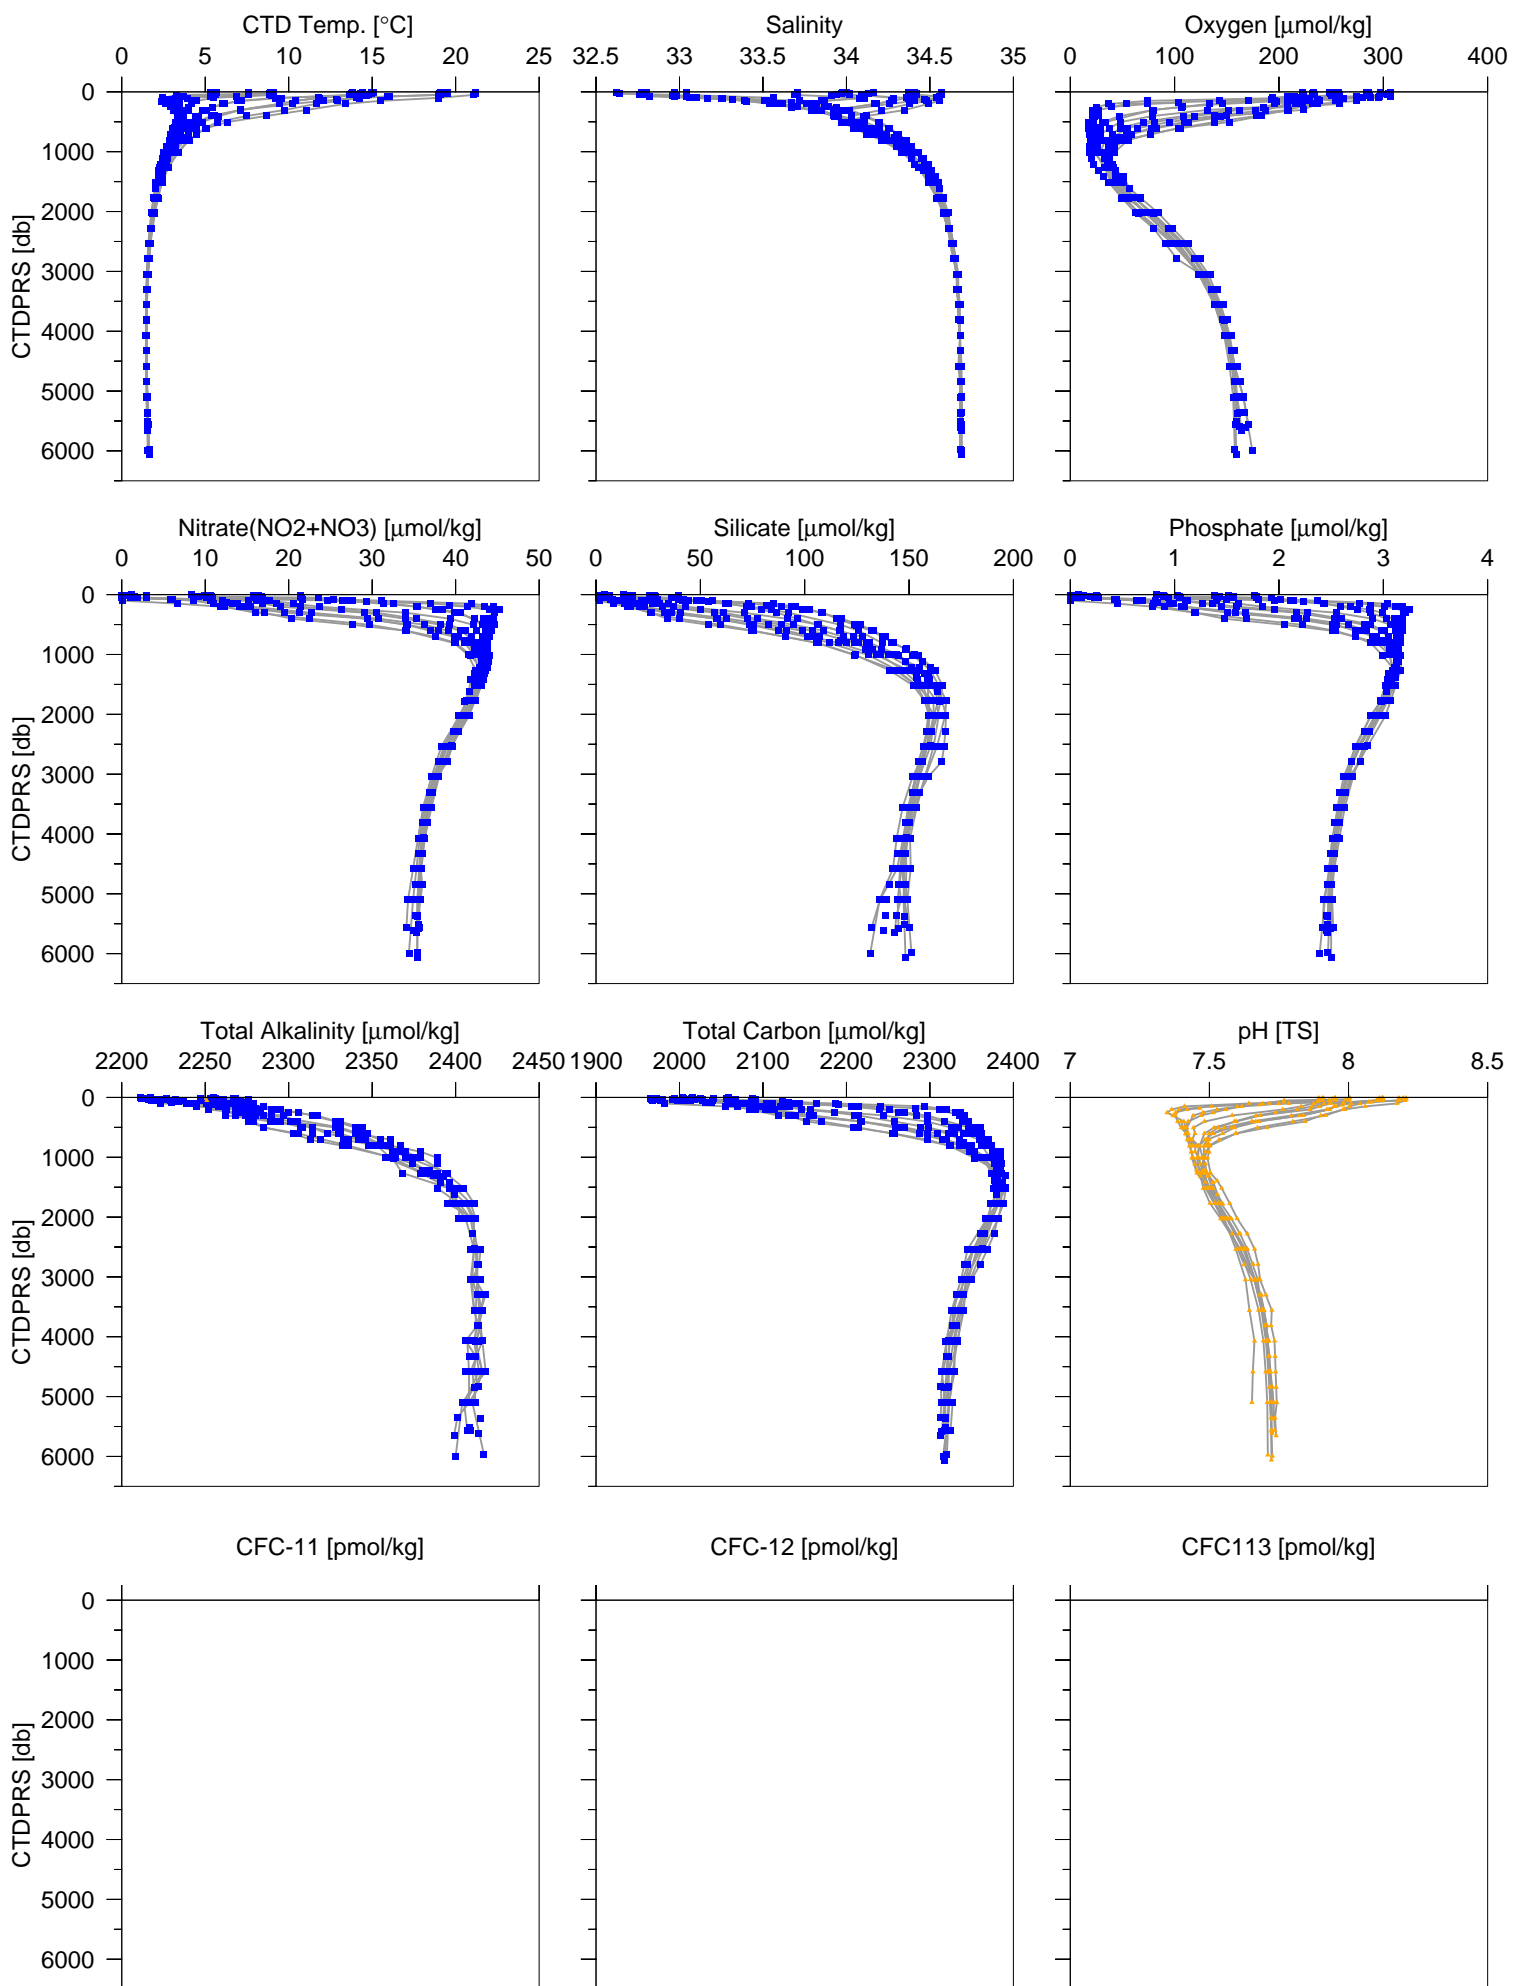 CTD Temp. [°C] Salinity Oxygen [μmol/kg]
0 5 10 15 20 25 32.5 33 33.5 34 34.5 35 0 100 200 300 400
0
1000
2000
3000
4000
5000
6000
CTDPRS [db]
Nitrate(NO2+NO3) [μmol/kg] Silicate [μmol/kg] Phosphate [μmol/kg]
0 10 20 30 40 50 0 50 100 150 200 0 1 2 3 4
0
1000
2000
3000
4000
5000
6000
CTDPRS [db]
Total Alkalinity [μmol/kg] Total Carbon [μmol/kg] pH [TS]
2200 2250 2300 2350 2400 2450 1900 2000 2100 2200 2300 2400 7 7.5 8 8.5
0
1000
2000
3000
4000
5000
6000
CTDPRS [db]
CFC-11 [pmol/kg] CFC-12 [pmol/kg] CFC113 [pmol/kg]
0
1000
2000
3000
4000
5000
6000
CTDPRS [db]